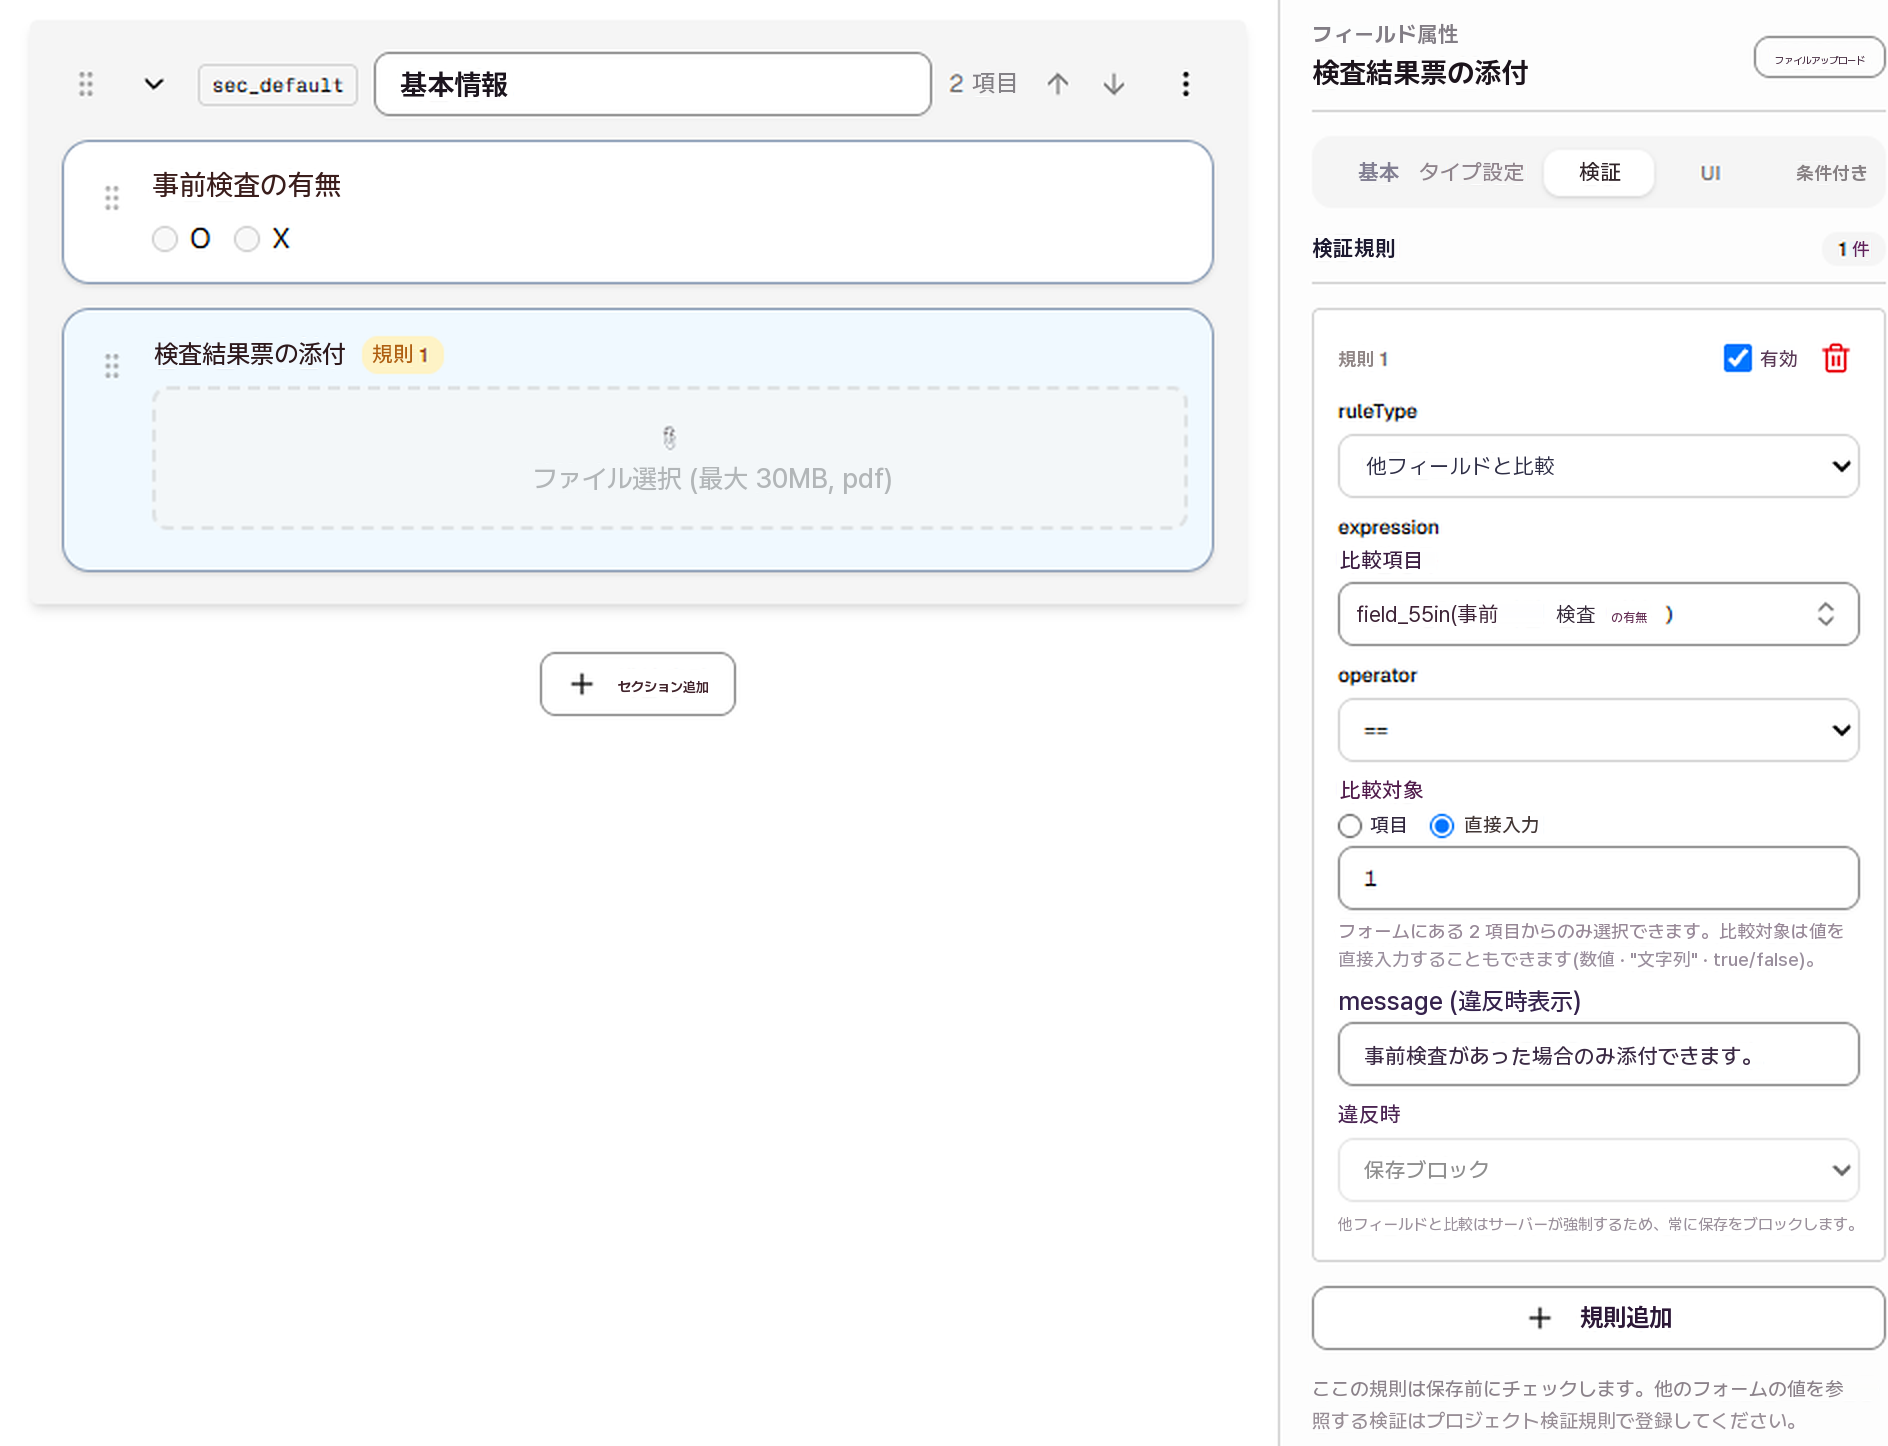 sec_default
基本情報
2 項目
事前検査の有無
O X
検査結果票の添付 規則 1
ファイル選択 (最大 30MB, pdf)
セクション追加
フィールド属性
検査結果票の添付
ファイルアップロード
基本 タイプ設定 検証 UI 条件付き
検証規則
1 件
規則 1
有効
ruleType
他フィールドと比較
expression
比較項目
field_55in(事前 検査 の有無 )
operator
==
比較対象
項目 直接入力
1
フォームにある 2 項目からのみ選択できます。比較対象は値を
直接入力することもできます(数値 · "文字列" · true/false)。
message (違反時表示)
事前検査があった場合のみ添付できます。
違反時
保存ブロック
他フィールドと比較はサーバーが強制するため、常に保存をブロックします。
規則追加
ここの規則は保存前にチェックします。他のフォームの値を参
照する検証はプロジェクト検証規則で登録してください。